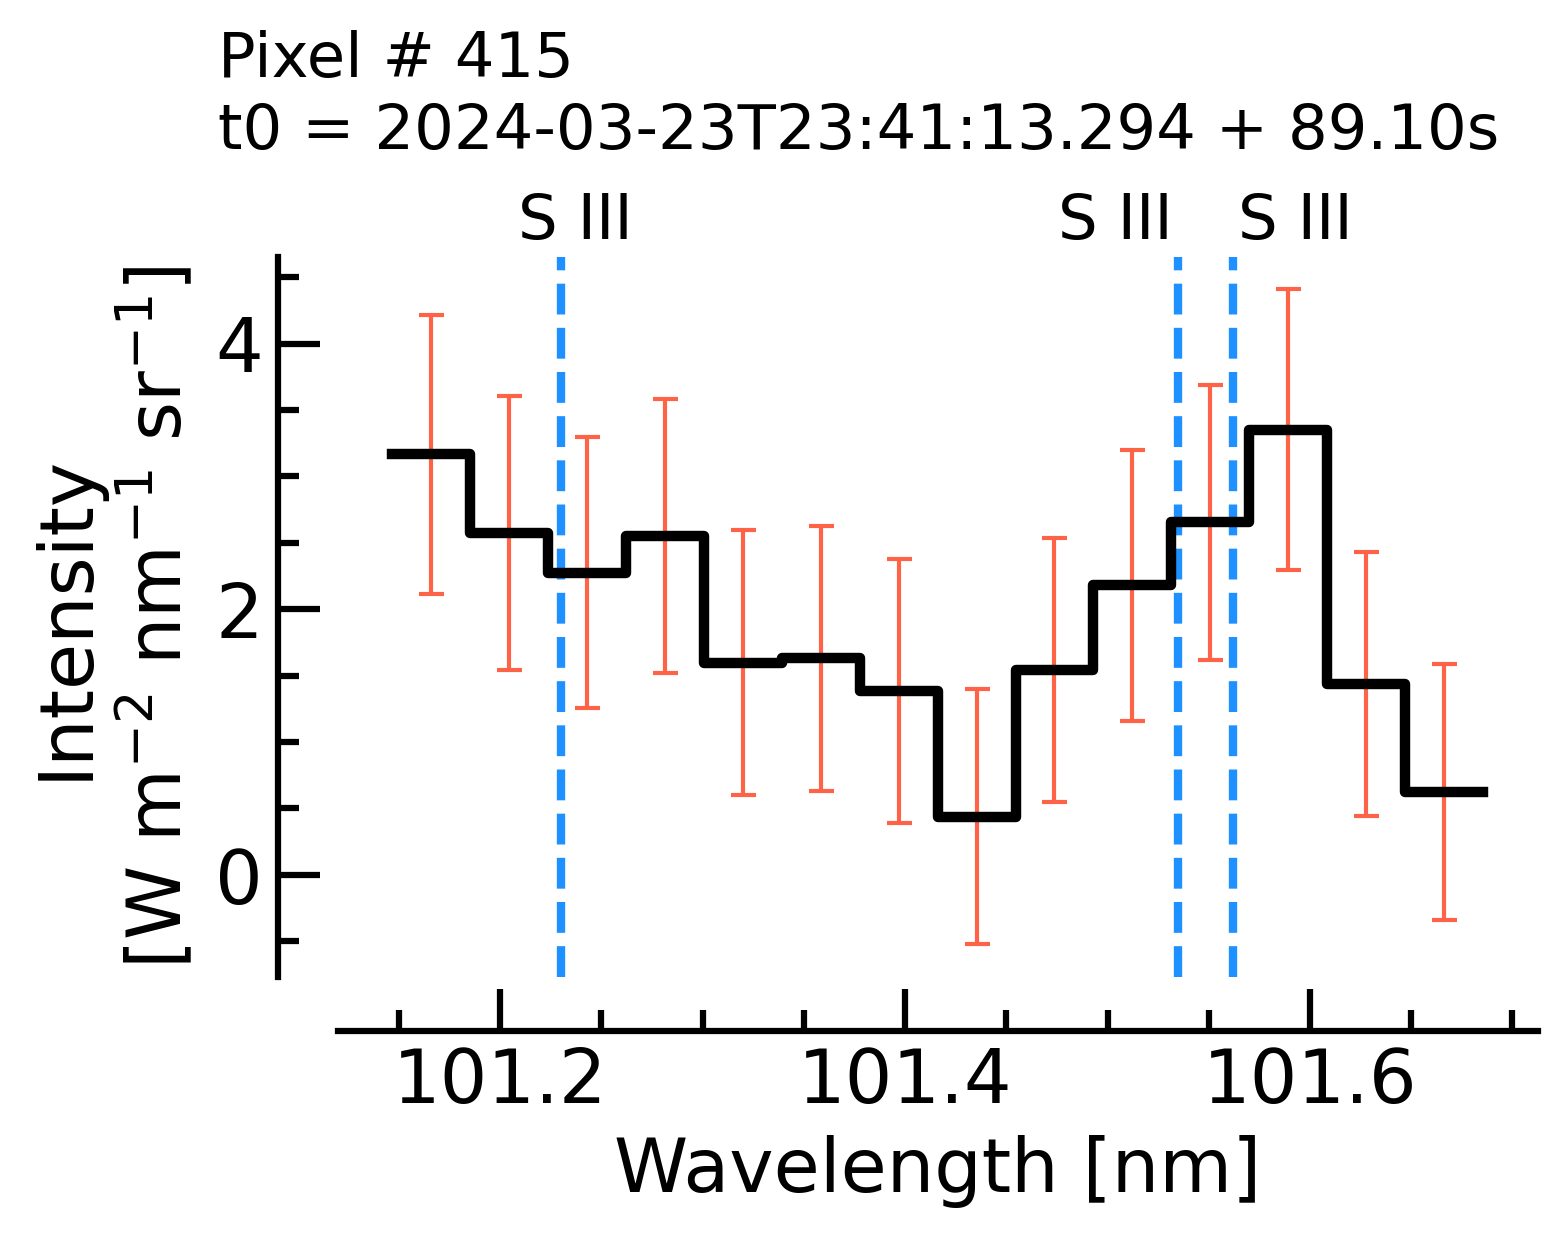 Pixel # 415
t0 = 2024-03-23T23:41:13.294 + 89.10s
S III S III S III
Intensity
[W m⁻² nm⁻¹ sr⁻¹]
4
2
0
101.2 101.4 101.6
Wavelength [nm]